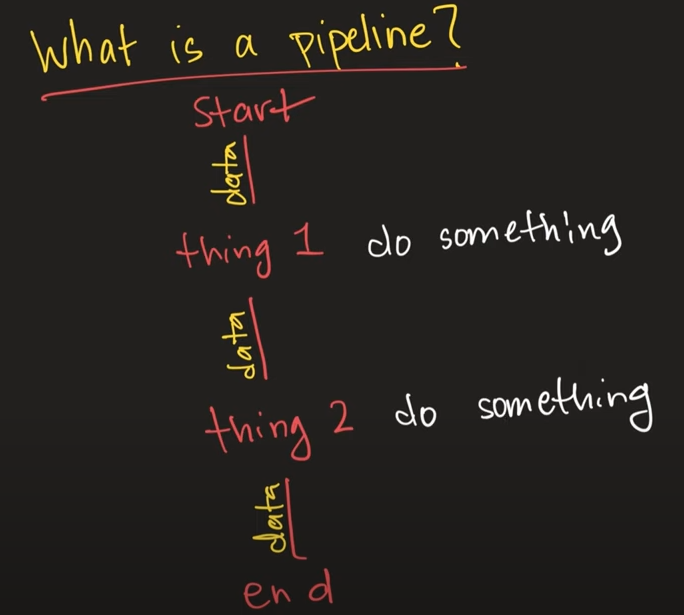 What is a pipeline?
Start
data
thing 1 do something
data
thing 2 do something
data
end